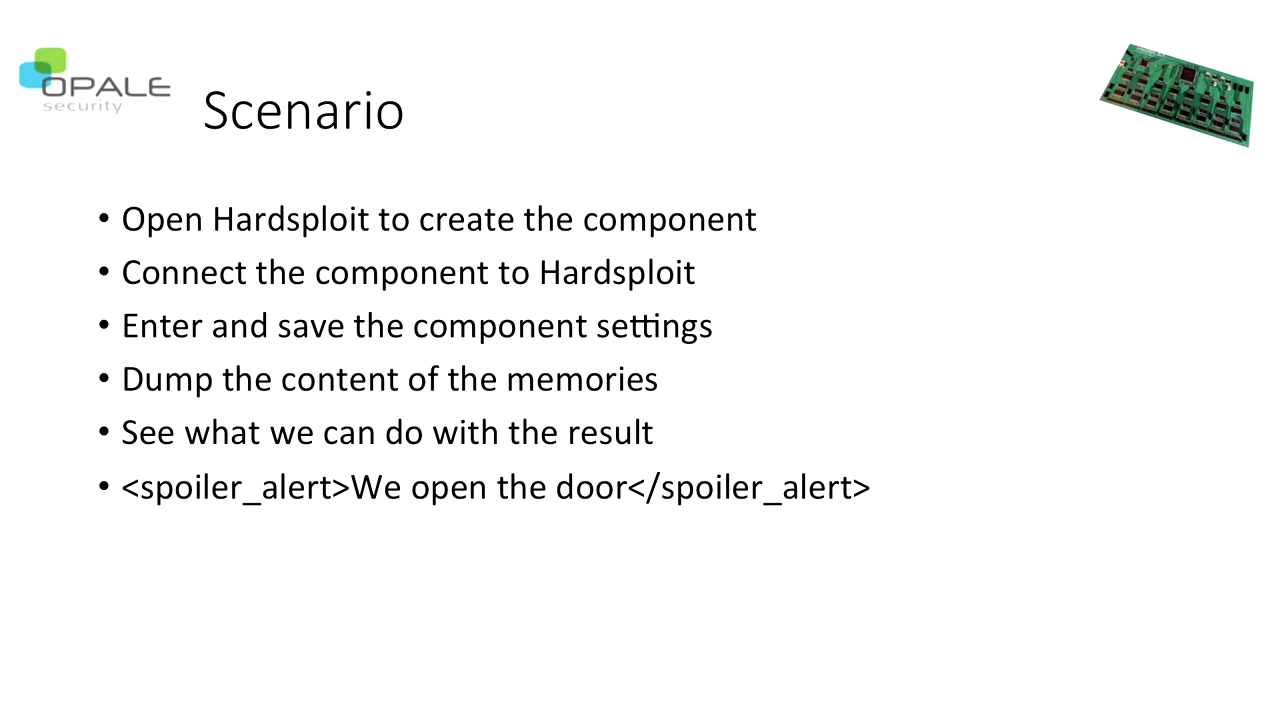 OPALE
security
Scenario
• Open Hardsploit to create the component
• Connect the component to Hardsploit
• Enter and save the component settings
• Dump the content of the memories
• See what we can do with the result
• <spoiler_alert>We open the door</spoiler_alert>